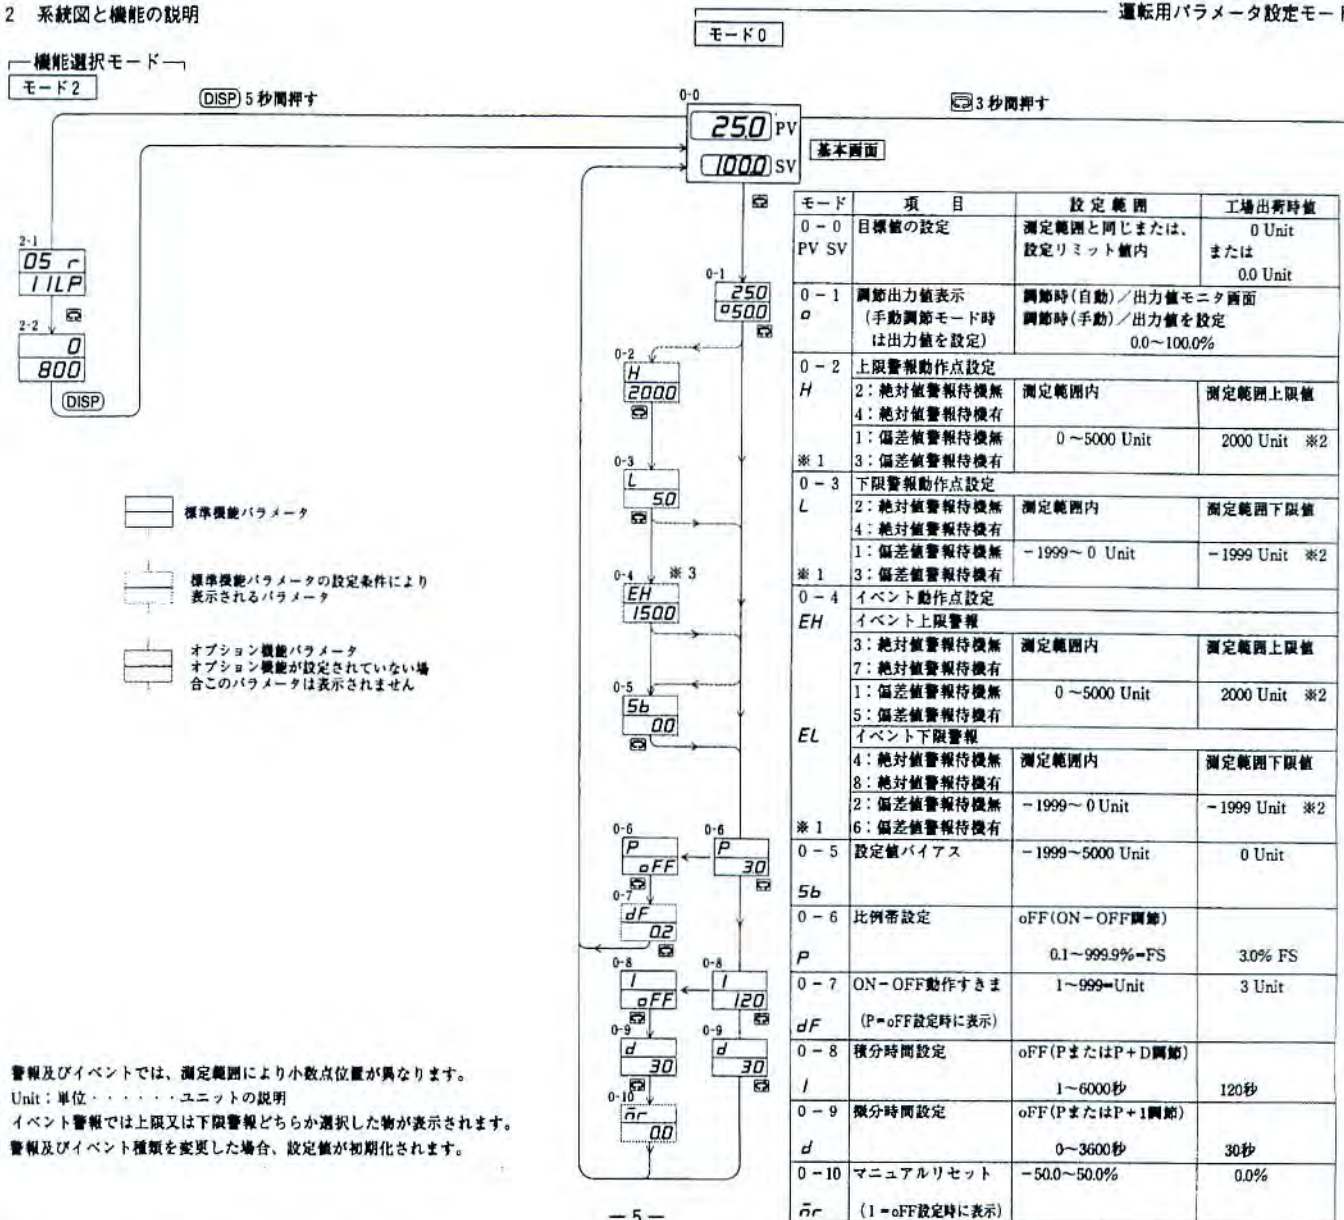 2 系統図と機能の説明
運転用パラメータ設定モード
モード0
機能選択モード
モード2
DISP 5秒間押す
0-0
25.0 PV
100.0 SV
3秒間押す
基本画面
2-1
05 r
11LP
2-2
0
800
DISP
標準機能パラメータ
標準機能パラメータの設定条件により
表示されるパラメータ
オプション機能パラメータ
オプション機能が設定されていない場
合このパラメータは表示されません
0-1
25.0
o50.0
0-2
H
200.0
0-3
L
5.0
0-4 ※3
EH
150.0
0-5
Sb
0.0
0-6
P
oFF
0-6
P
3.0
0-7
dF
0.2
0-8
I
oFF
0-8
I
120
0-9
d
30
0-9
d
30
0-10
n̄r
0.0
モード 項目 設定範囲 工場出荷時値
0-0 目標値の設定 測定範囲と同じまたは、 0 Unit
PV SV 設定リミット値内 または
0.0 Unit
0-1 調節出力値表示 調節時(自動)/出力値モニタ画面
o (手動調節モード時 調節時(手動)/出力値を設定
は出力値を設定) 0.0~100.0%
0-2 上限警報動作点設定
H 2:絶対値警報待機無 測定範囲内 測定範囲上限値
4:絶対値警報待機有
1:偏差値警報待機無 0~5000 Unit 2000 Unit ※2
※1 3:偏差値警報待機有
0-3 下限警報動作点設定
L 2:絶対値警報待機無 測定範囲内 測定範囲下限値
4:絶対値警報待機有
1:偏差値警報待機無 -1999~0 Unit -1999 Unit ※2
※1 3:偏差値警報待機有
0-4 イベント動作点設定
EH イベント上限警報
3:絶対値警報待機無 測定範囲内 測定範囲上限値
7:絶対値警報待機有
1:偏差値警報待機無 0~5000 Unit 2000 Unit ※2
5:偏差値警報待機有
EL イベント下限警報
4:絶対値警報待機無 測定範囲内 測定範囲下限値
8:絶対値警報待機有
2:偏差値警報待機無 -1999~0 Unit -1999 Unit ※2
※1 6:偏差値警報待機有
0-5 設定値バイアス -1999~5000 Unit 0 Unit
Sb
0-6 比例帯設定 oFF(ON-OFF調節)
P 0.1~999.9%=FS 3.0% FS
0-7 ON-OFF動作すきま 1~999=Unit 3 Unit
dF (P=oFF設定時に表示)
0-8 積分時間設定 oFF(PまたはP+D調節)
I 1~6000秒 120秒
0-9 微分時間設定 oFF(PまたはP+1調節)
d 0~3600秒 30秒
0-10 マニュアルリセット -50.0~50.0% 0.0%
n̄r (1=oFF設定時に表示)
警報及びイベントでは、測定範囲により小数点位置が異なります。
Unit:単位・・・・・・ユニットの説明
イベント警報では上限又は下限警報どちらか選択した物が表示されます。
警報及びイベント種類を変更した場合、設定値が初期化されます。
— 5 —